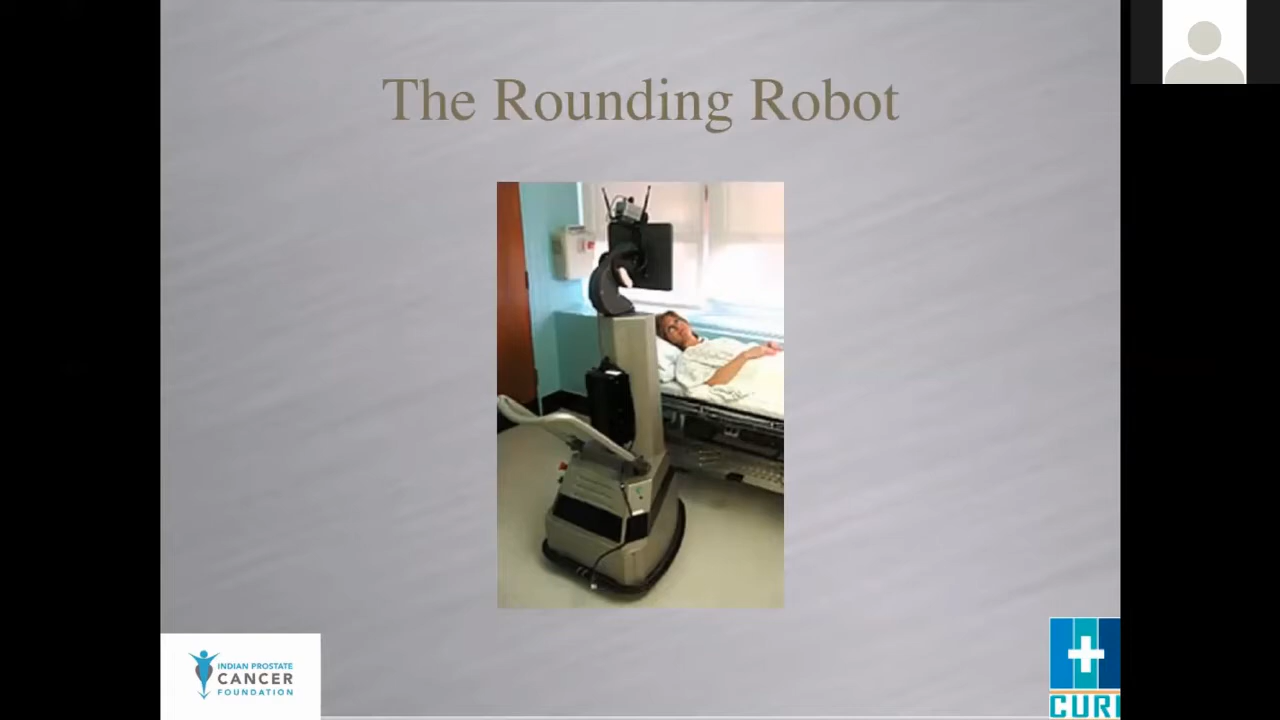 The Rounding Robot
INDIAN PROSTATE
CANCER
FOUNDATION
CURI